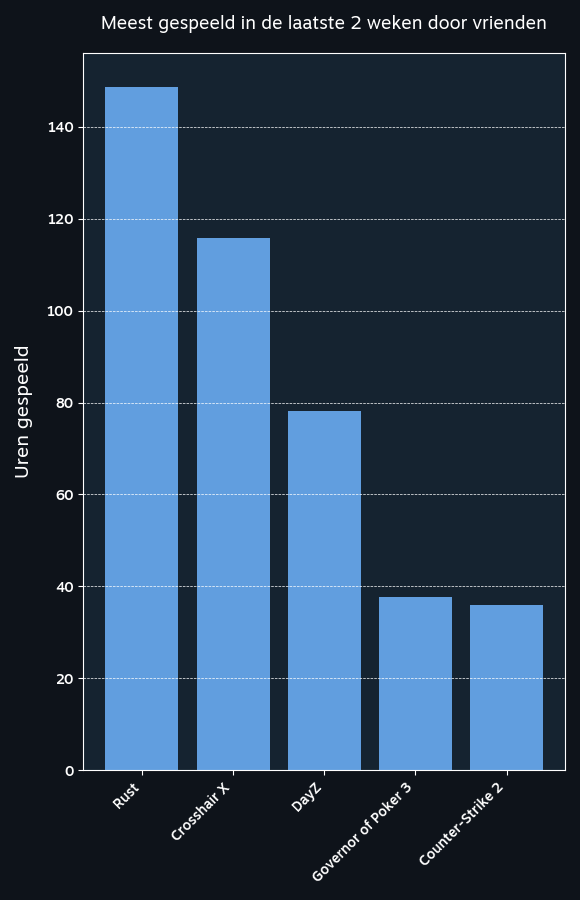 Meest gespeeld in de laatste 2 weken door vrienden
Uren gespeeld
140
120
100
80
60
40
20
0
Rust
Crosshair X
DayZ
Governor of Poker 3
Counter-Strike 2